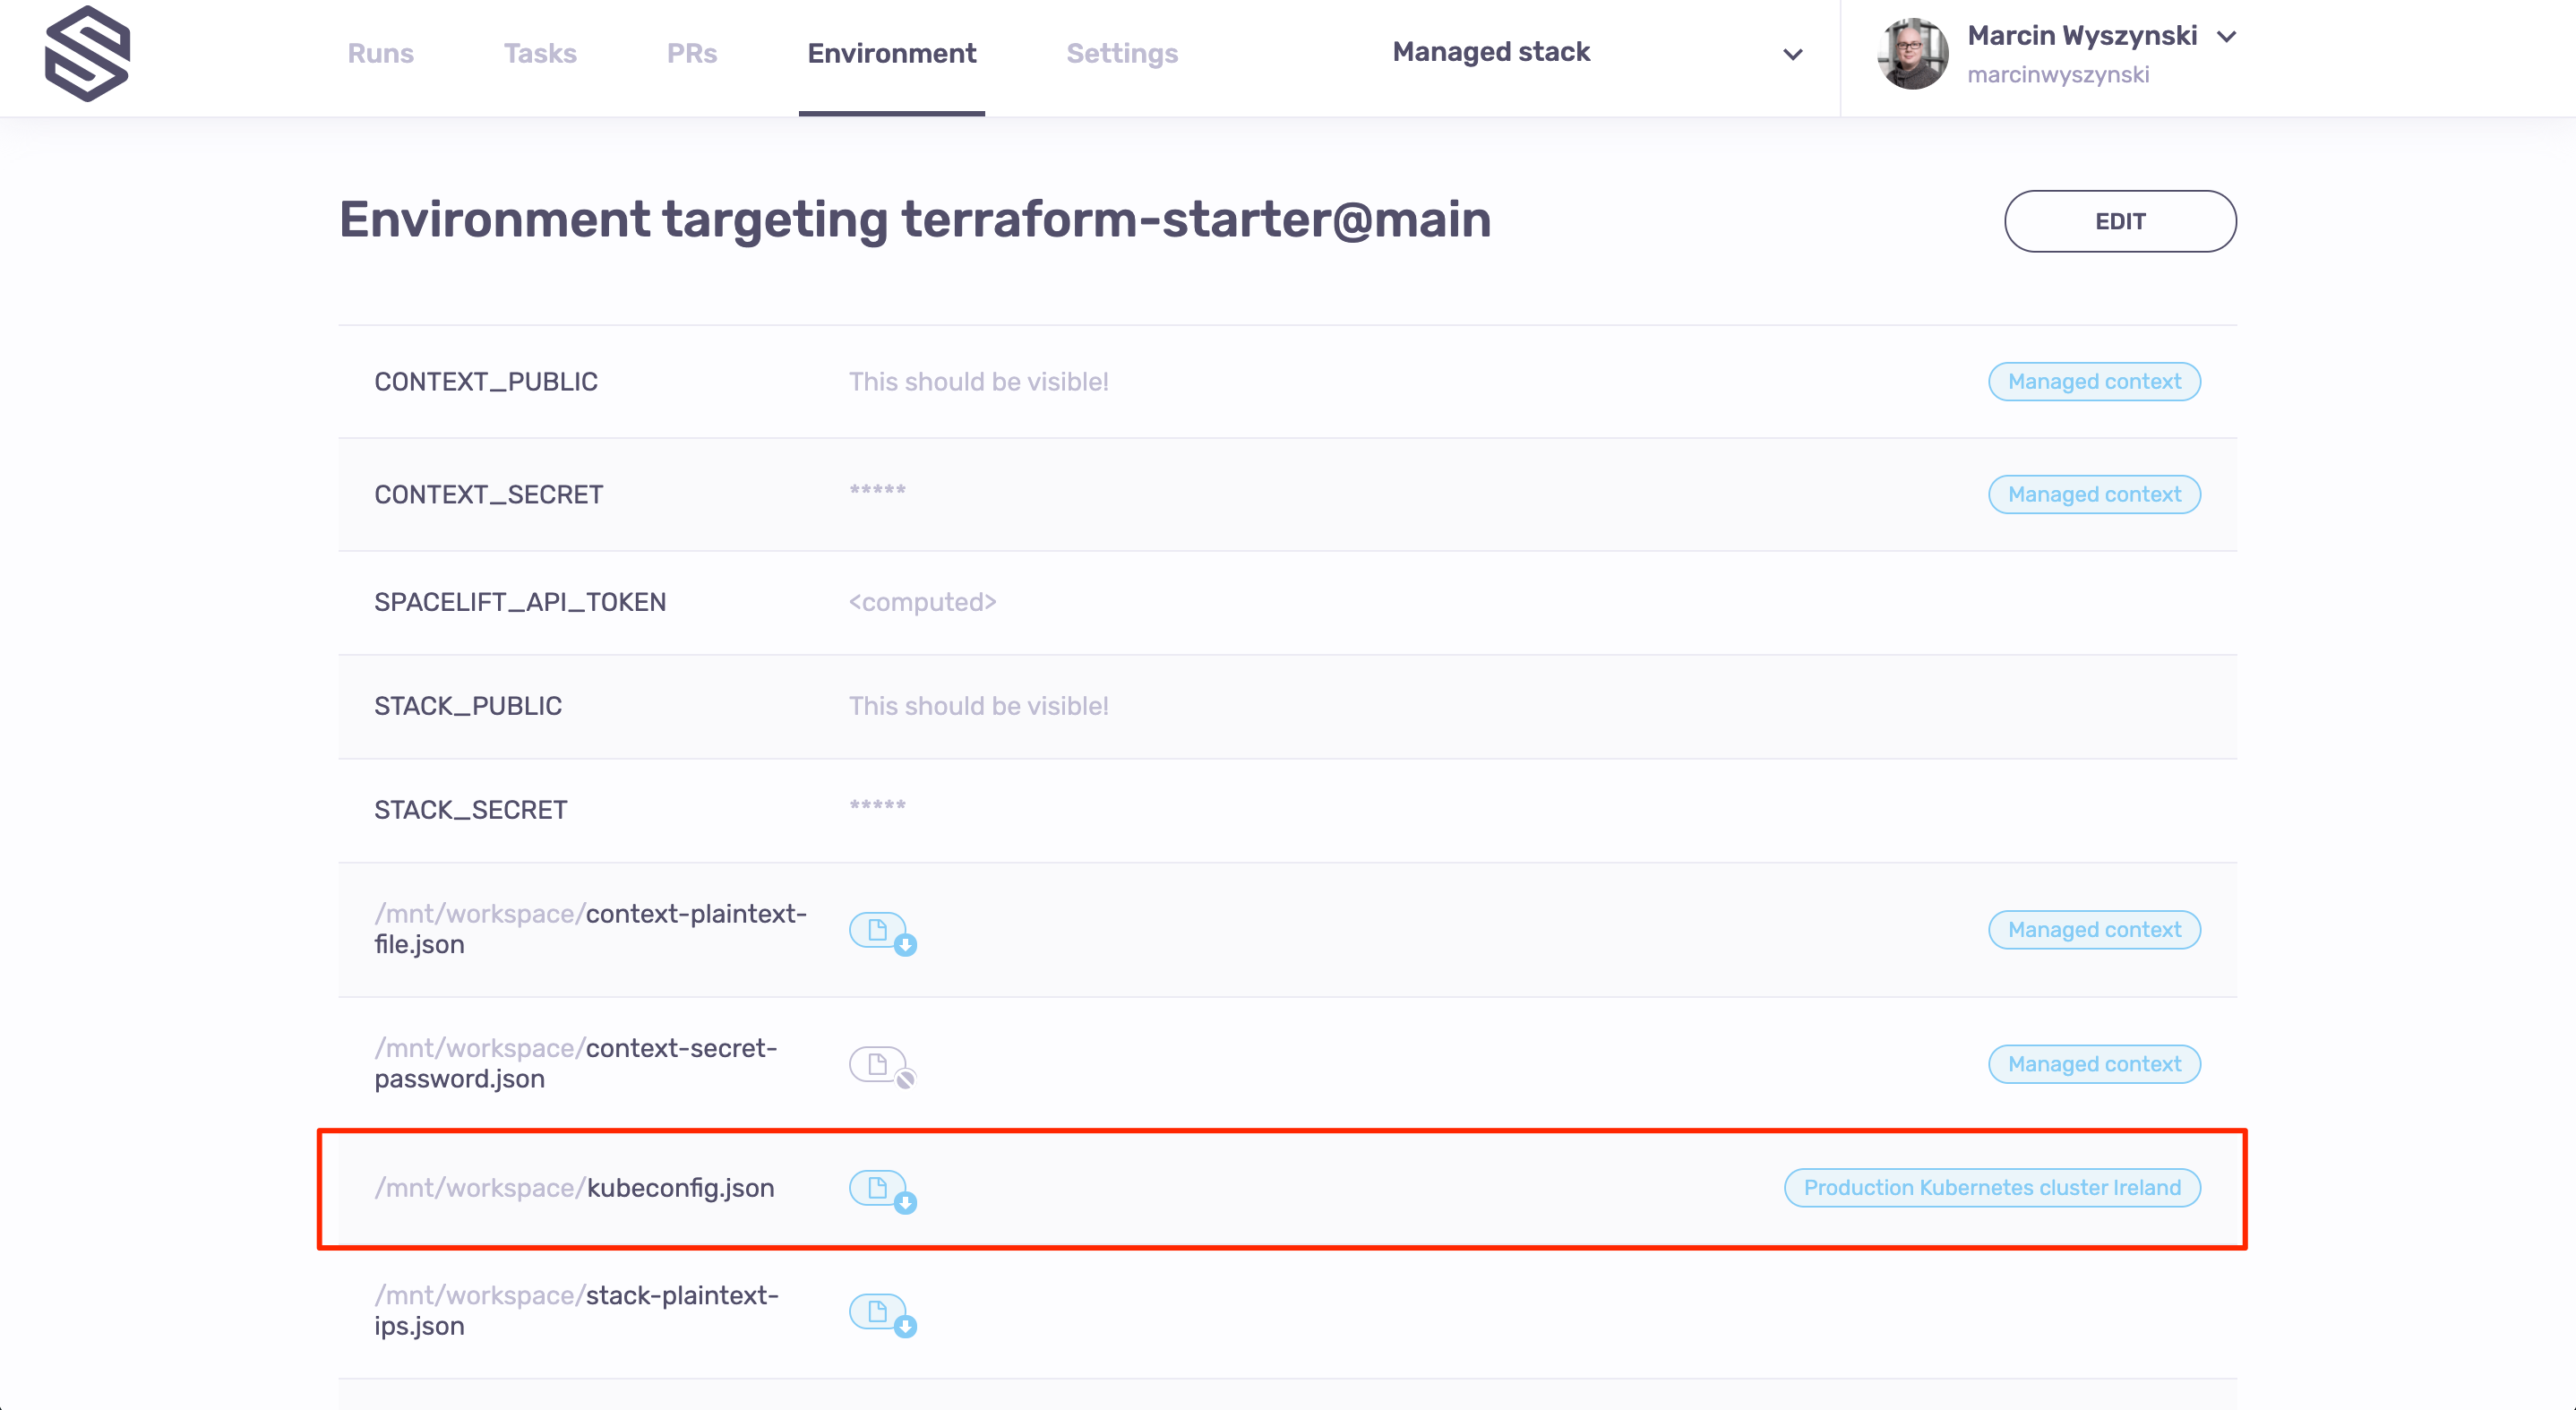 Runs
Tasks
PRs
Environment
Settings
Managed stack
Marcin Wyszynski
marcinwyszynski
Environment targeting terraform-starter@main
EDIT
CONTEXT_PUBLIC
This should be visible!
Managed context
CONTEXT_SECRET
*****
Managed context
SPACELIFT_API_TOKEN
<computed>
STACK_PUBLIC
This should be visible!
STACK_SECRET
*****
/mnt/workspace/context-plaintext-
file.json
Managed context
/mnt/workspace/context-secret-
password.json
Managed context
/mnt/workspace/kubeconfig.json
Production Kubernetes cluster Ireland
/mnt/workspace/stack-plaintext-
ips.json